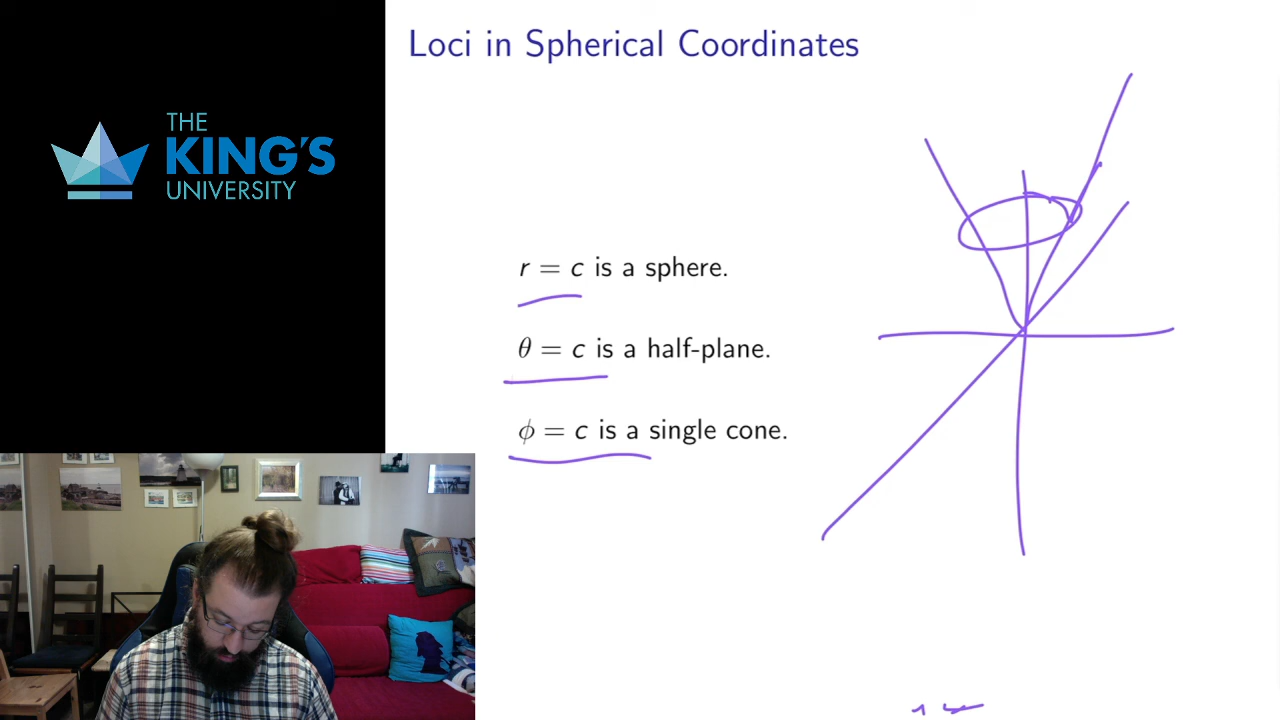 Loci in Spherical Coordinates
THE
KING'S
UNIVERSITY
r = c is a sphere.
θ = c is a half-plane.
ϕ = c is a single cone.